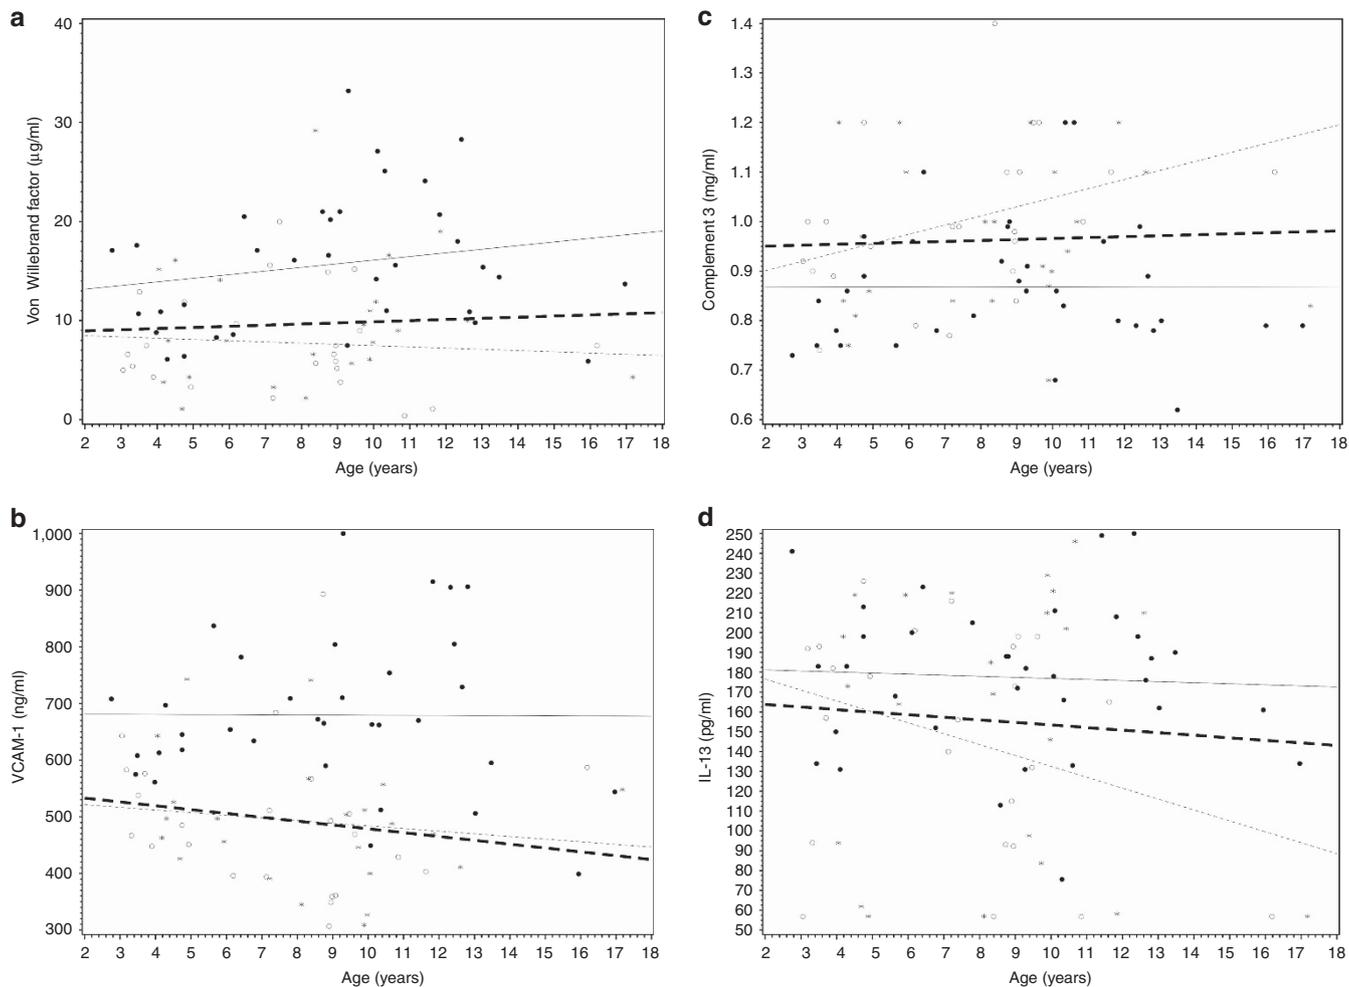 a
Von Willebrand factor (µg/ml)
40
30
20
10
0
2 3 4 5 6 7 8 9 10 11 12 13 14 15 16 17 18
Age (years)
c
Complement 3 (mg/ml)
1.4
1.3
1.2
1.1
1.0
0.9
0.8
0.7
0.6
2 3 4 5 6 7 8 9 10 11 12 13 14 15 16 17 18
Age (years)
b
VCAM-1 (ng/ml)
1,000
900
800
700
600
500
400
300
2 3 4 5 6 7 8 9 10 11 12 13 14 15 16 17 18
Age (years)
d
IL-13 (pg/ml)
250
240
230
220
210
200
190
180
170
160
150
140
130
120
110
100
90
80
70
60
50
2 3 4 5 6 7 8 9 10 11 12 13 14 15 16 17 18
Age (years)